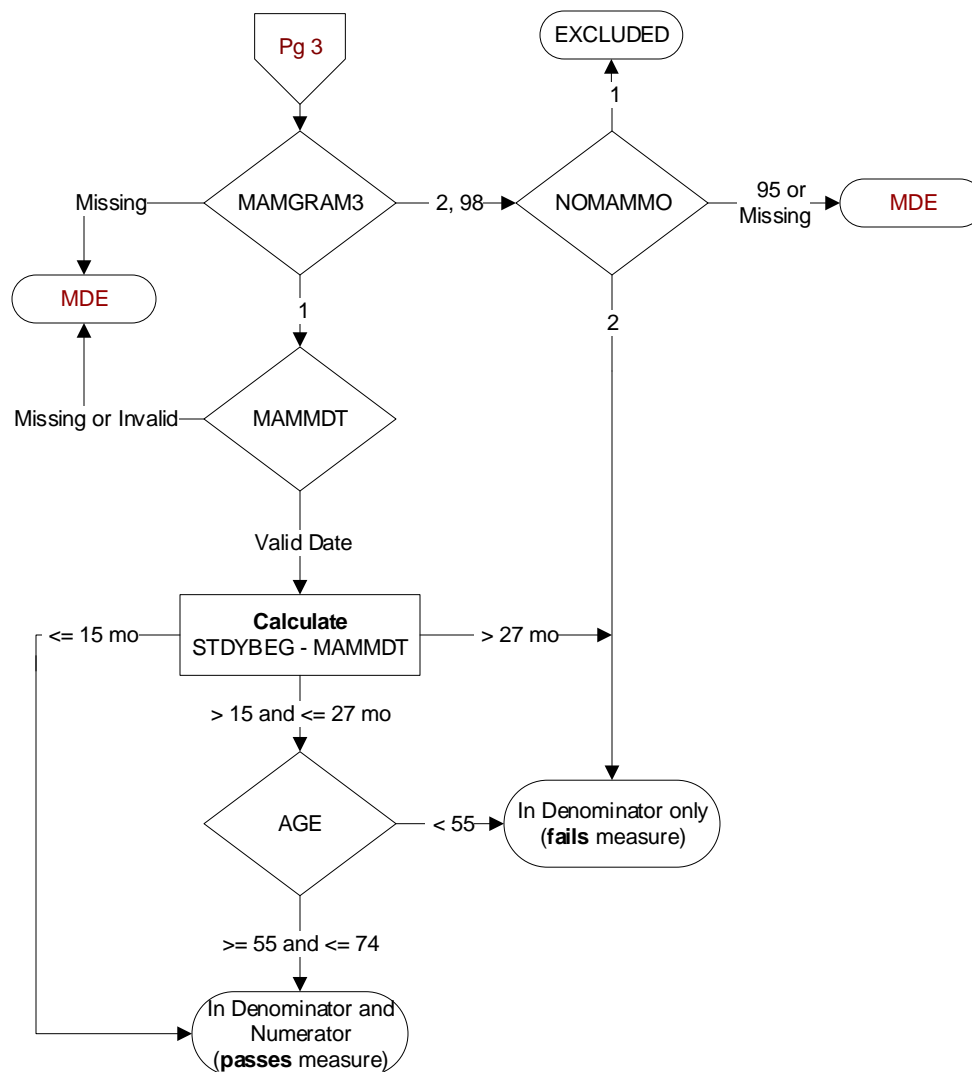 EXCLUDED
Pg 3
1
MAMGRAM3
Missing
2, 98
NOMAMMO
95 or
Missing
MDE
MDE
1
2
MAMMDT
Missing or Invalid
Valid Date
Calculate
STDYBEG - MAMMDT
<= 15 mo
> 27 mo
> 15 and <= 27 mo
AGE
< 55
In Denominator only
(fails measure)
>= 55 and <= 74
In Denominator and
Numerator
(passes measure)